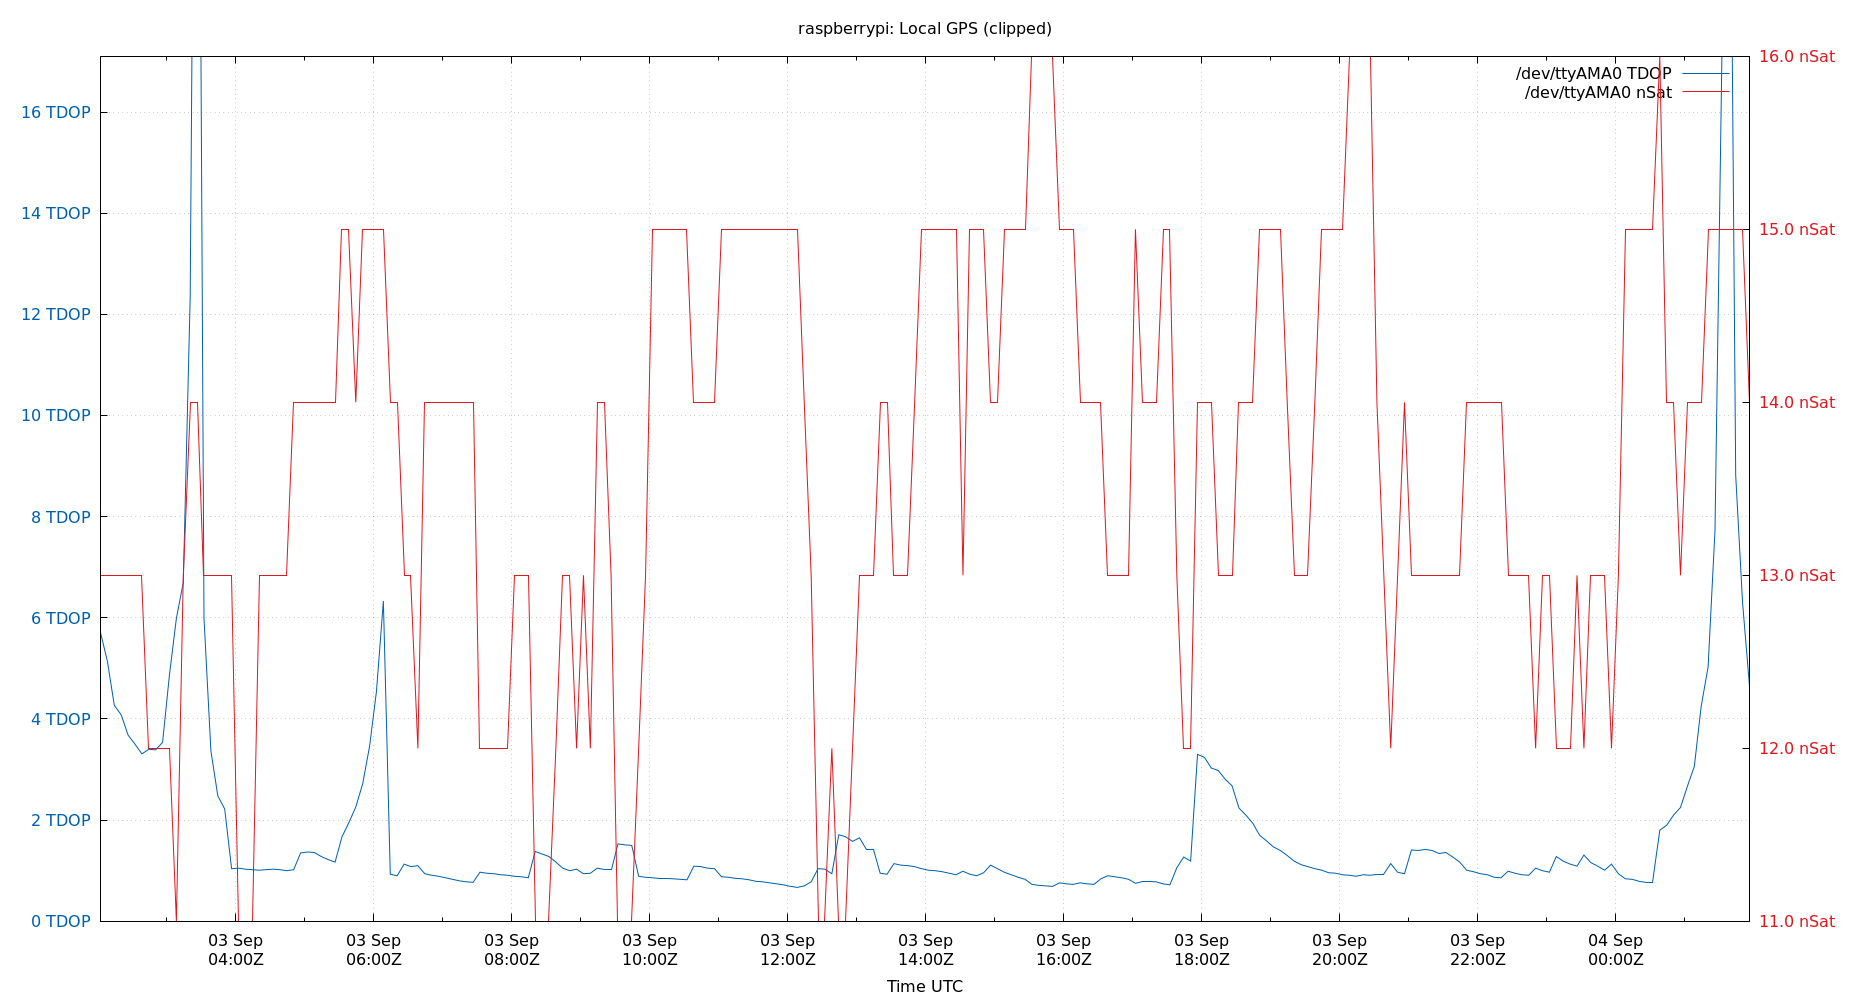 raspberrypi: Local GPS (clipped)
16.0 nSat
/dev/ttyAMA0 TDOP
/dev/ttyAMA0 nSat
16 TDOP
15.0 nSat
14 TDOP
12 TDOP
14.0 nSat
10 TDOP
13.0 nSat
8 TDOP
6 TDOP
12.0 nSat
4 TDOP
2 TDOP
11.0 nSat
0 TDOP
03 Sep 03 Sep 03 Sep 03 Sep 03 Sep 03 Sep 03 Sep 03 Sep 03 Sep 03 Sep 04 Sep
04:00Z 06:00Z 08:00Z 10:00Z 12:00Z 14:00Z 16:00Z 18:00Z 20:00Z 22:00Z 00:00Z
Time UTC